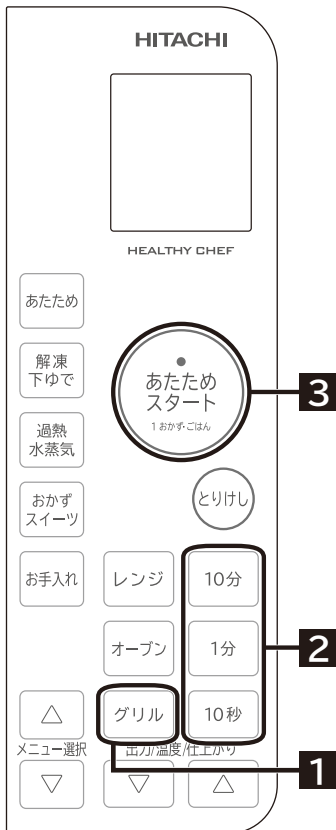 HITACHI
HEALTHY CHEF
あたため
解凍
下ゆで
過熱
水蒸気
おかず
スイーツ
お手入れ
あたため
スタート
1 おかず・ごはん
3
とりけし
レンジ
10分
オーブン
1分
2
グリル
10秒
メニュー選択
出力/温度/仕上がり
1